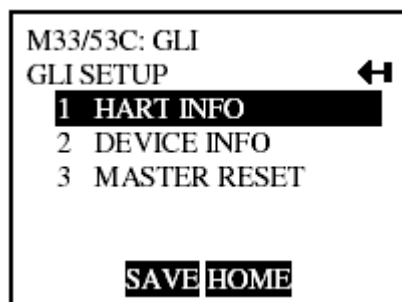 M33/53C: GLI
GLI SETUP
1 HART INFO
2 DEVICE INFO
3 MASTER RESET
SAVE HOME